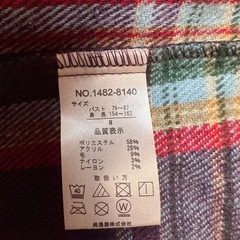 NO.1482-8140
サイズ
バスト 79～87
身長 154～162
M
品質表示
ポリエステル 58%
アクリル 28%
毛 9%
ナイロン 3%
レーヨン 2%
取扱い方法
40